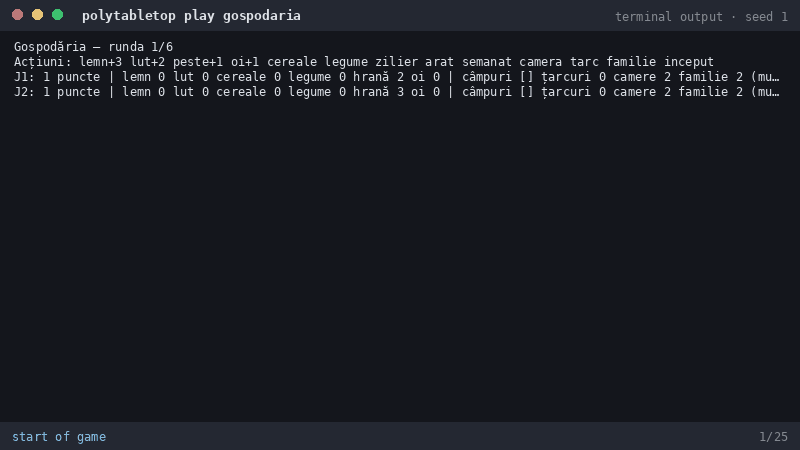 polytabletop play gospodaria
terminal output · seed 1
Gospodăria — runda 1/6
Acțiuni: lemn+3 lut+2 peste+1 oi+1 cereale legume zilier arat semanat camera tarc familie inceput
J1: 1 puncte | lemn 0 lut 0 cereale 0 legume 0 hrană 2 oi 0 | câmpuri [] țarcuri 0 camere 2 familie 2 (mu…
J2: 1 puncte | lemn 0 lut 0 cereale 0 legume 0 hrană 3 oi 0 | câmpuri [] țarcuri 0 camere 2 familie 2 (mu…
start of game
1/25